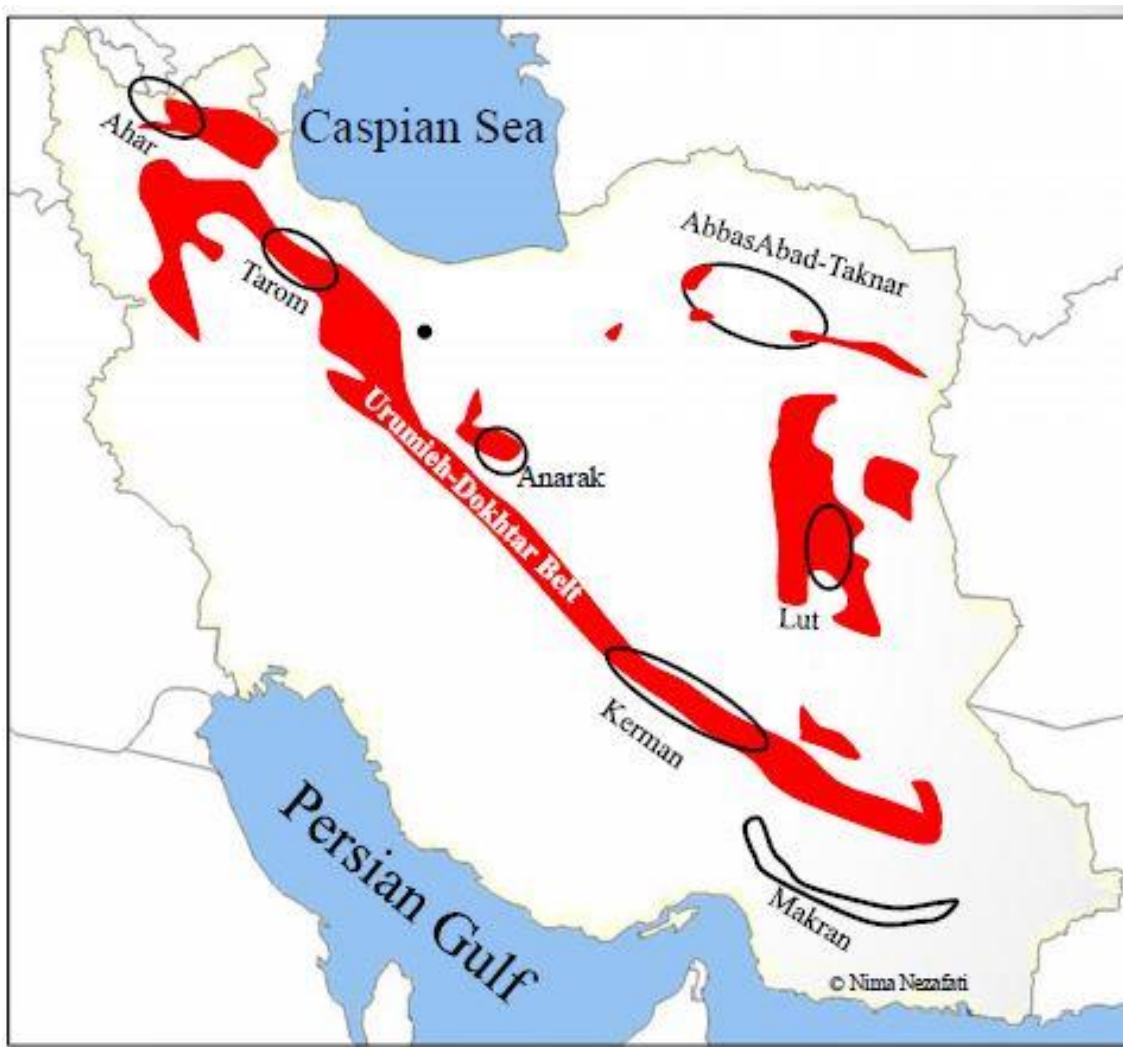 Caspian Sea
Ahar
AbbasAbad-Taknar
Tarom
Urumieh-Dokhtar Belt
Anarak
Lut
Kerman
Persian Gulf
Makran
© Nima Nezafati